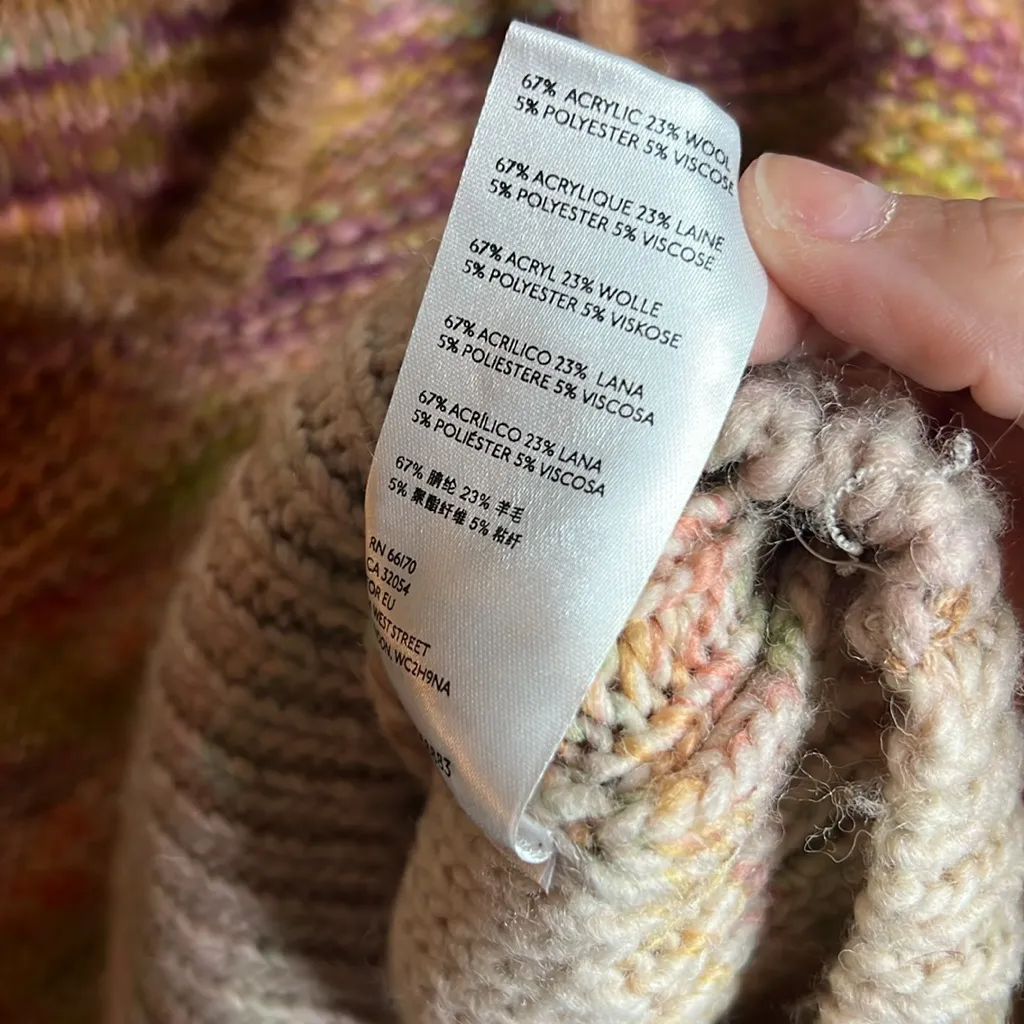 67% ACRYLIC 23% WOOL
5% POLYESTER 5% VISCOSE
67% ACRYLIQUE 23% LAINE
5% POLYESTER 5% VISCOSE
67% ACRYL 23% WOLLE
5% POLYESTER 5% VISKOSE
67% ACRILICO 23% LANA
5% POLIESTERE 5% VISCOSA
67% ACRÍLICO 23% LANA
5% POLIÉSTER 5% VISCOSA
67% 腈纶 23% 羊毛
5% 聚酯纤维 5% 粘纤
RN 66170
CA 32054
EU
WEST STREET
WC2H9NA